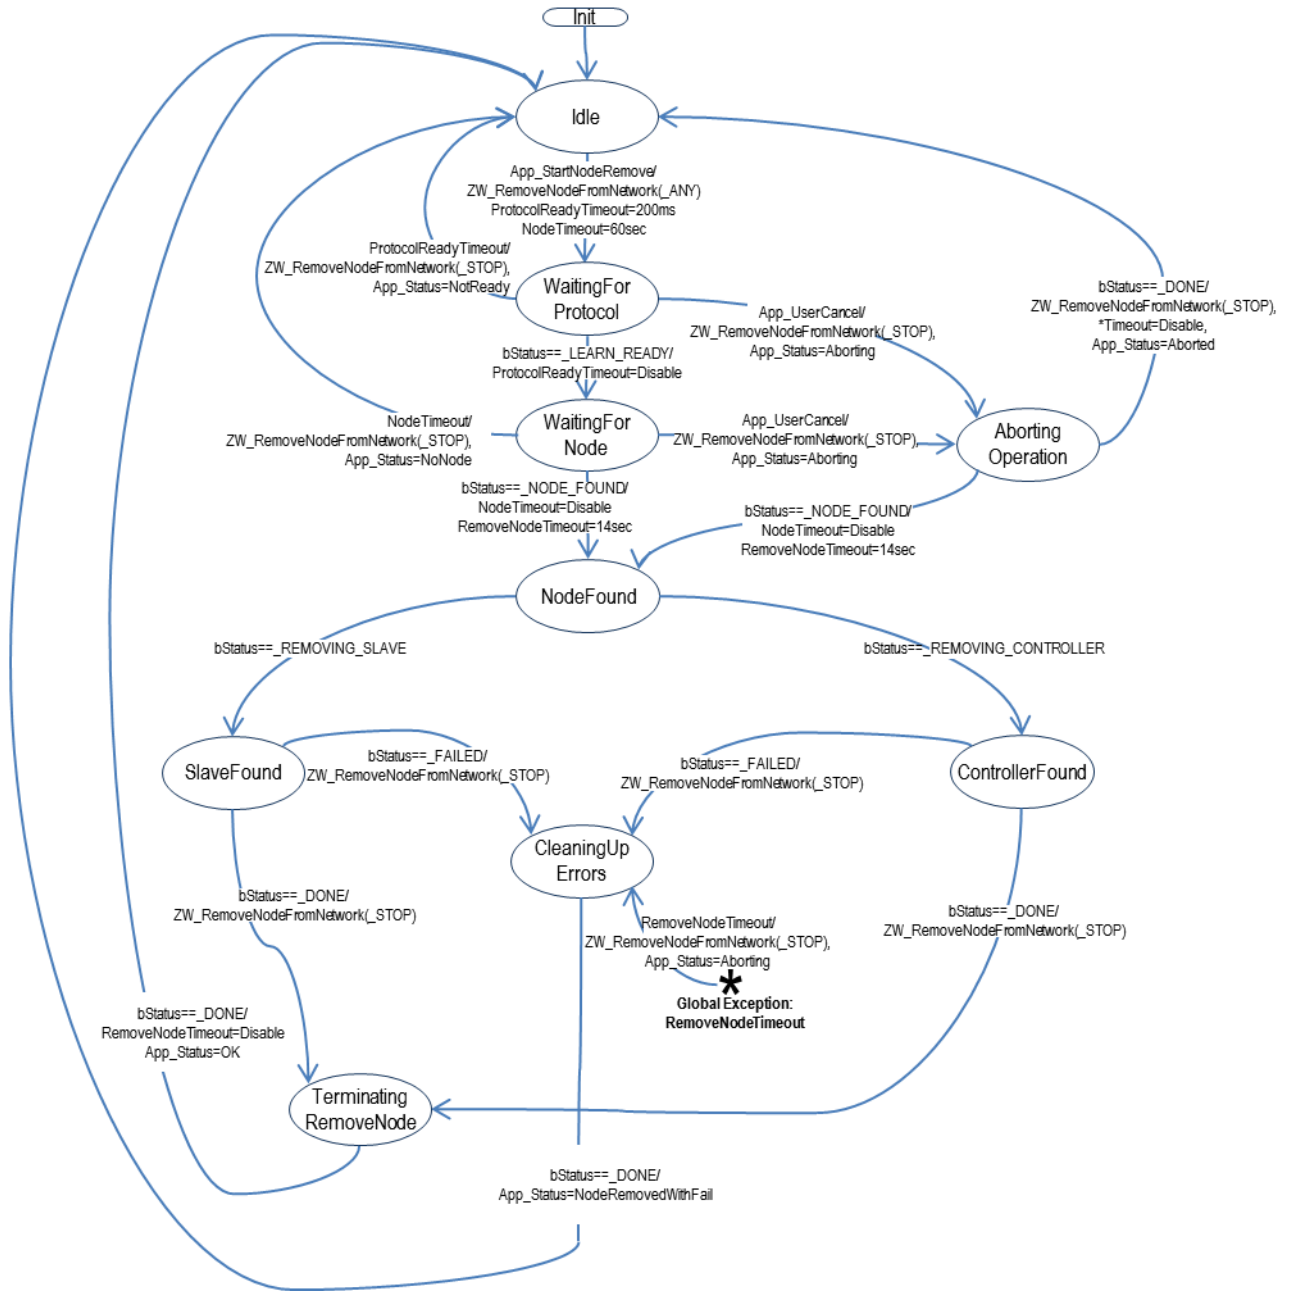 Init
Idle
App_StartNodeRemove/
ZW_RemoveNodeFromNetwork(_ANY)
ProtocolReadyTimeout=200ms
NodeTimeout=60sec
ProtocolReadyTimeout/
ZW_RemoveNodeFromNetwork(_STOP),
App_Status=NotReady
WaitingFor
Protocol
App_UserCancel/
ZW_RemoveNodeFromNetwork(_STOP),
App_Status=Aborting
bStatus==_DONE/
ZW_RemoveNodeFromNetwork(_STOP),
*Timeout=Disable,
App_Status=Aborted
bStatus==_LEARN_READY/
ProtocolReadyTimeout=Disable
NodeTimeout/
ZW_RemoveNodeFromNetwork(_STOP),
App_Status=NoNode
WaitingFor
Node
App_UserCancel/
ZW_RemoveNodeFromNetwork(_STOP),
App_Status=Aborting
Aborting
Operation
bStatus==_NODE_FOUND/
NodeTimeout=Disable
RemoveNodeTimeout=14sec
bStatus==_NODE_FOUND/
NodeTimeout=Disable
RemoveNodeTimeout=14sec
NodeFound
bStatus==_REMOVING_SLAVE
bStatus==_REMOVING_CONTROLLER
SlaveFound
bStatus==_FAILED/
ZW_RemoveNodeFromNetwork(_STOP)
bStatus==_FAILED/
ZW_RemoveNodeFromNetwork(_STOP)
ControllerFound
CleaningUp
Errors
bStatus==_DONE/
ZW_RemoveNodeFromNetwork(_STOP)
RemoveNodeTimeout/
ZW_RemoveNodeFromNetwork(_STOP),
App_Status=Aborting
*
Global Exception:
RemoveNodeTimeout
bStatus==_DONE/
ZW_RemoveNodeFromNetwork(_STOP)
bStatus==_DONE/
RemoveNodeTimeout=Disable
App_Status=OK
Terminating
RemoveNode
bStatus==_DONE/
App_Status=NodeRemovedWithFail